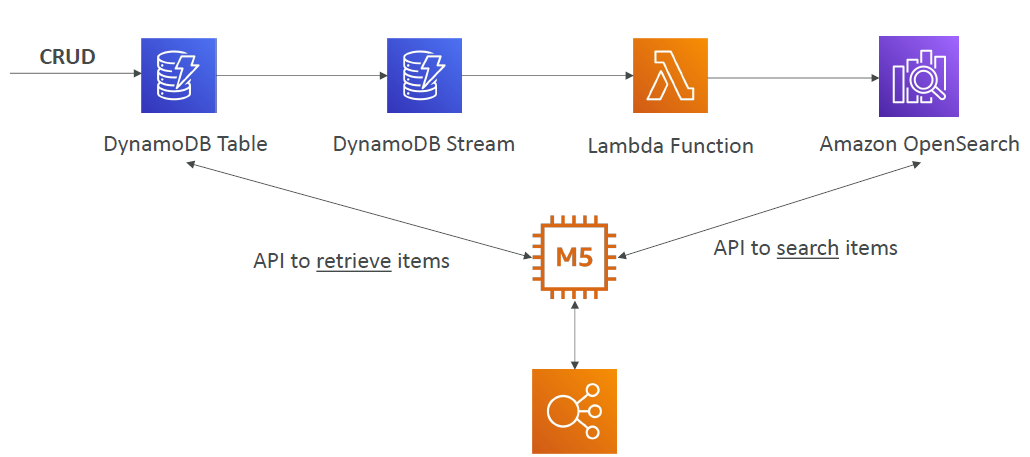 CRUD
DynamoDB Table
DynamoDB Stream
Lambda Function
Amazon OpenSearch
M5
API to retrieve items
API to search items